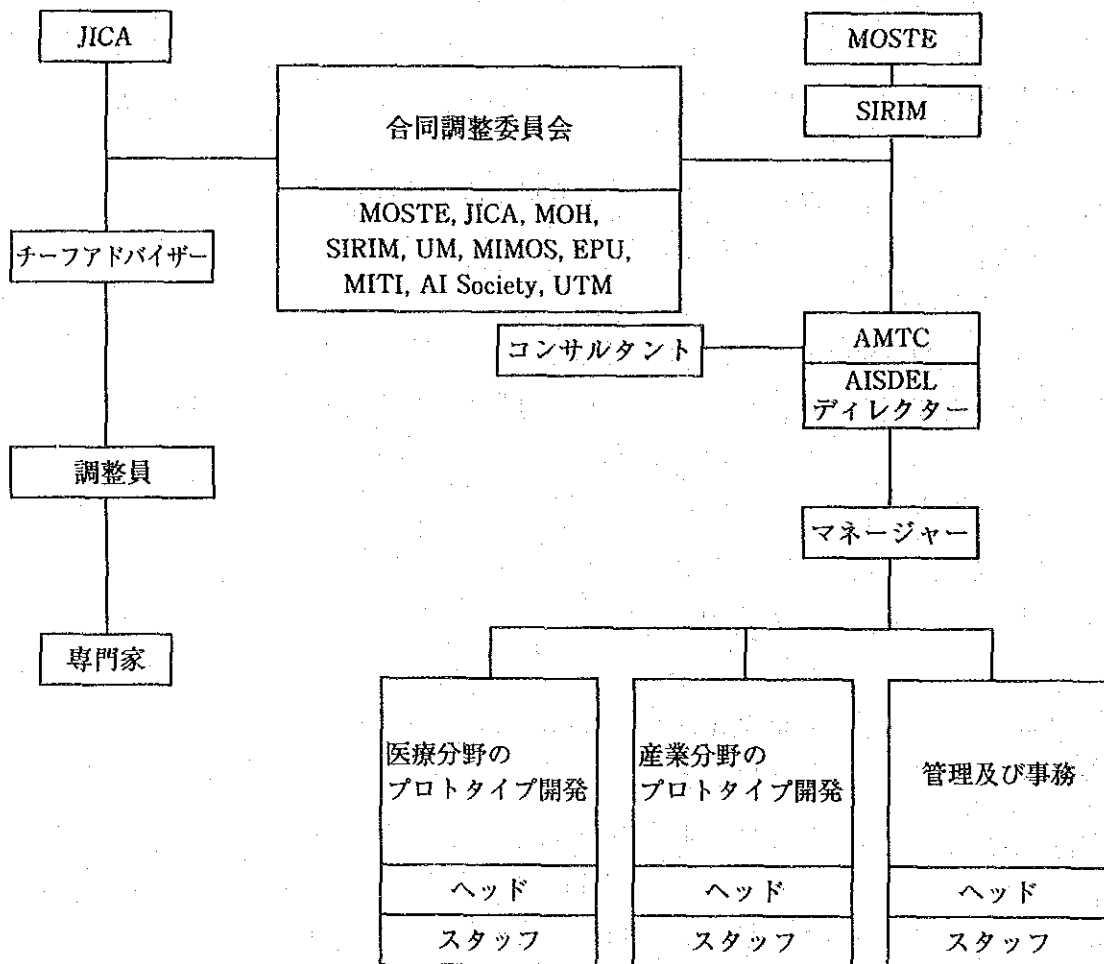 JICA
MOSTE
SIRIM
合同調整委員会
MOSTE, JICA, MOH,
SIRIM, UM, MIMOS, EPU,
MITI, AI Society, UTM
チーフアドバイザー
コンサルタント
AMTC
AISDEL
ディレクター
調整員
マネージャー
専門家
医療分野の
プロトタイプ開発
ヘッド
スタッフ
産業分野の
プロトタイプ開発
ヘッド
スタッフ
管理及び事務
ヘッド
スタッフ